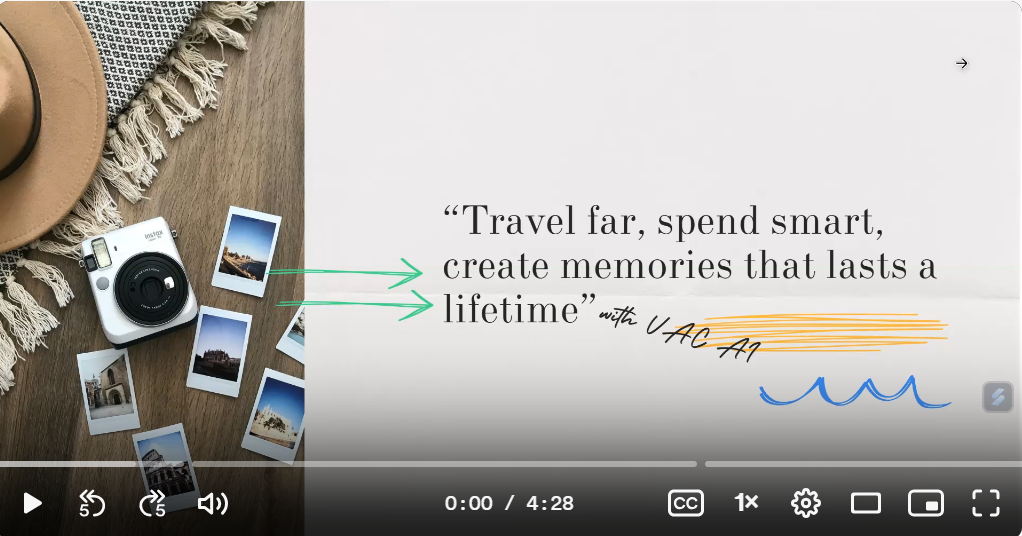 instax
“Travel far, spend smart,
create memories that lasts a
lifetime” with VAC AI
5
5
0:00 / 4:28
CC
1×